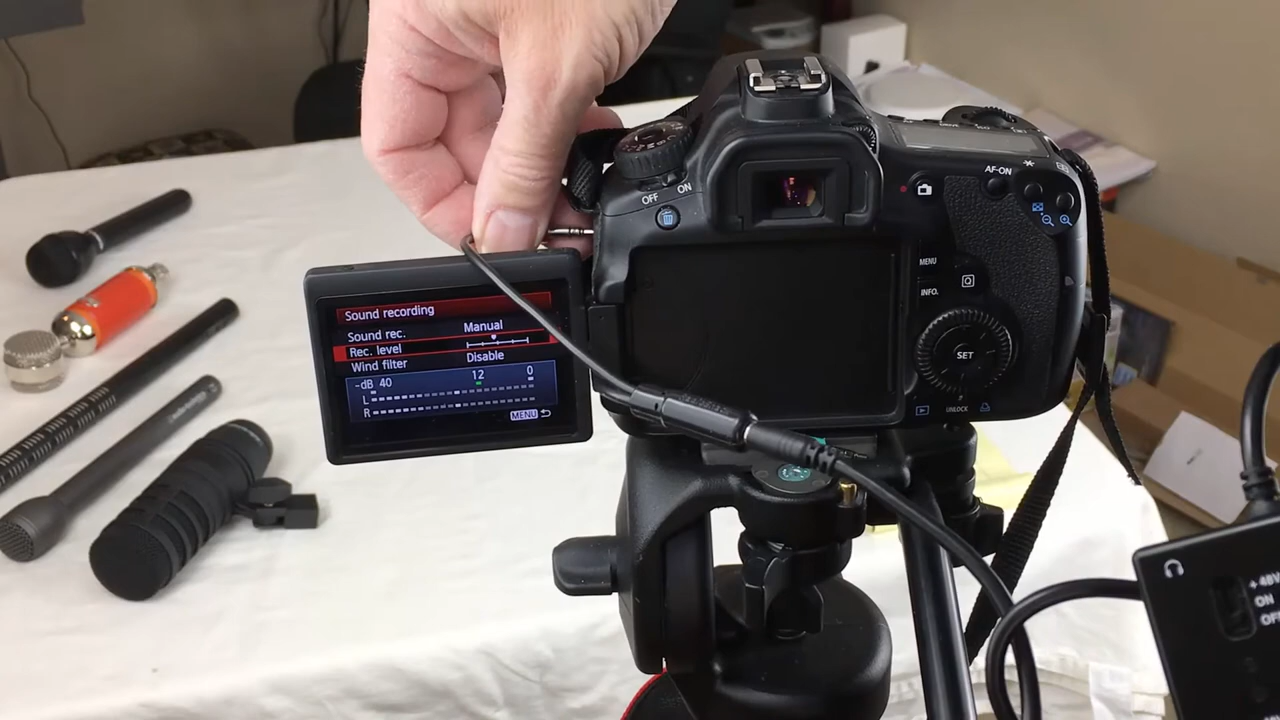 ON
OFF
AF-ON
MENU
INFO.
Q
SET
UNLOCK
Sound recording
Sound rec. Manual
Rec. level
Wind filter Disable
-dB 40 12 0
L
R
MENU
+48V
ON
OFF